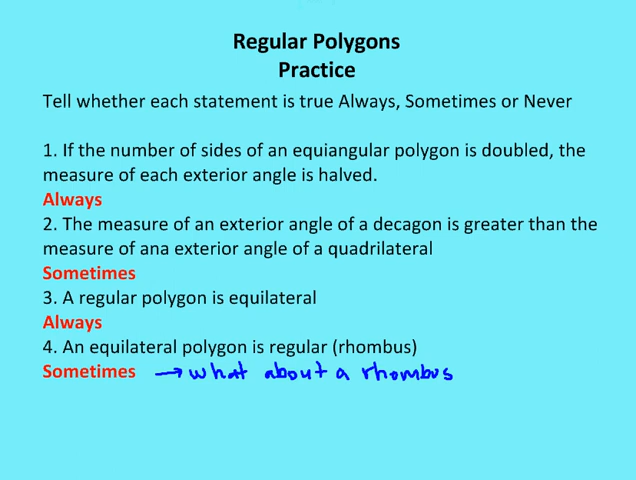 Regular Polygons
Practice
Tell whether each statement is true Always, Sometimes or Never
1. If the number of sides of an equiangular polygon is doubled, the
measure of each exterior angle is halved.
Always
2. The measure of an exterior angle of a decagon is greater than the
measure of ana exterior angle of a quadrilateral
Sometimes
3. A regular polygon is equilateral
Always
4. An equilateral polygon is regular (rhombus)
Sometimes → what about a rhombus